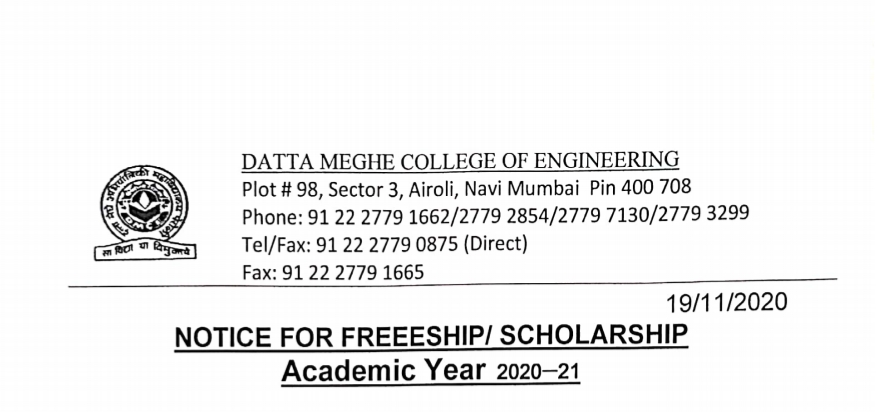 DATTA MEGHE COLLEGE OF ENGINEERING
Plot # 98, Sector 3, Airoli, Navi Mumbai Pin 400 708
Phone: 91 22 2779 1662/2779 2854/2779 7130/2779 3299
Tel/Fax: 91 22 2779 0875 (Direct)
Fax: 91 22 2779 1665
सा विद्या या विमुक्तये
19/11/2020
NOTICE FOR FREEESHIP/ SCHOLARSHIP
Academic Year 2020–21